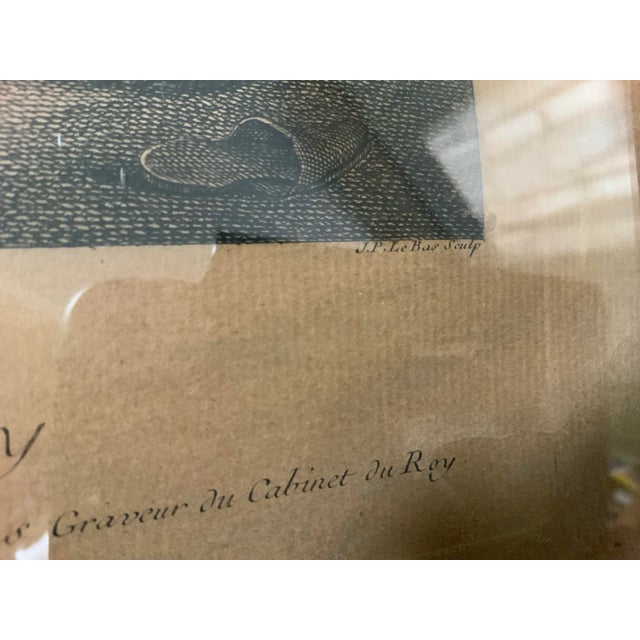 J.P. Le Bas Sculp
y
s Graveur du Cabinet du Roy